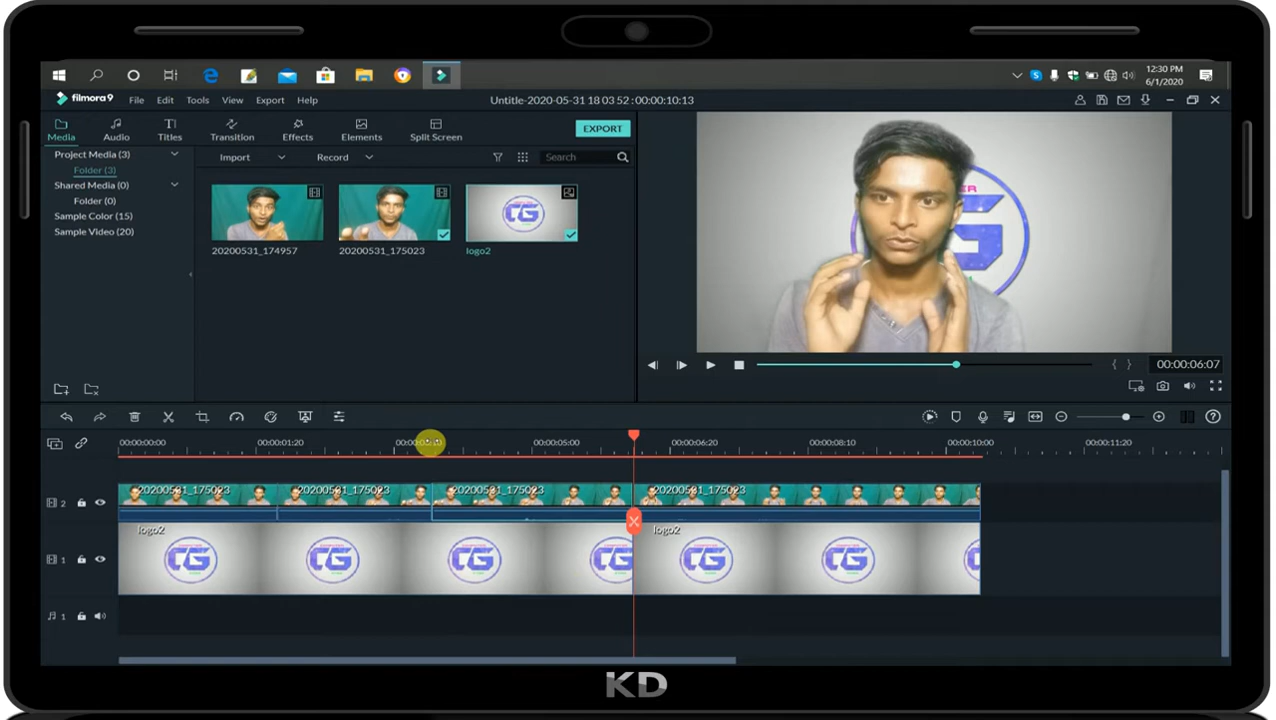 12:30 PM
6/1/2020
filmora9
File Edit Tools View Export Help
Untitle-2020-05-31 18 03 52 : 00:00:10:13
Media Audio Titles Transition Effects Elements Split Screen
EXPORT
Project Media (3)
Folder (3)
Shared Media (0)
Folder (0)
Sample Color (15)
Sample Video (20)
Import Record Search
20200531_174957 20200531_175023 logo2
00:00:06:07
00:00:00:00 00:00:01:20 00:00:05:00 00:00:06:20 00:00:08:10 00:00:10:00 00:00:11:20
2 20200531_175023 20200531_175023 20200531_175023 20200531_175023
1 logo2 logo2
1
KD